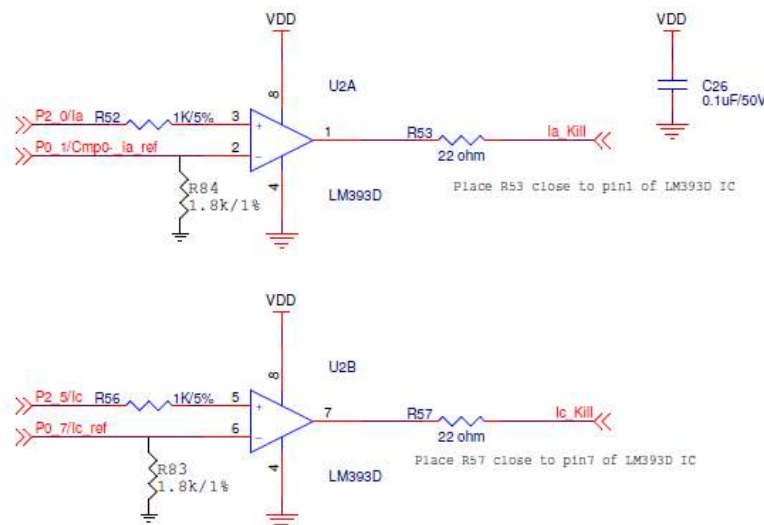 VDD
VDD
8
U2A
C26
0.1uF/50V
P2_0/Ia
R52
1K/5%
3
+
1
R53
Ia_Kill
P0_1/Cmp0-_Ia_ref
2
−
22 ohm
Place R53 close to pin1 of LM393D IC
R84
1.8k/1%
4
LM393D
VDD
8
U2B
P2_5/Ic
R56
1K/5%
5
+
7
R57
Ic_Kill
P0_7/Ic_ref
6
−
22 ohm
Place R57 close to pin7 of LM393D IC
R83
1.8k/1%
4
LM393D